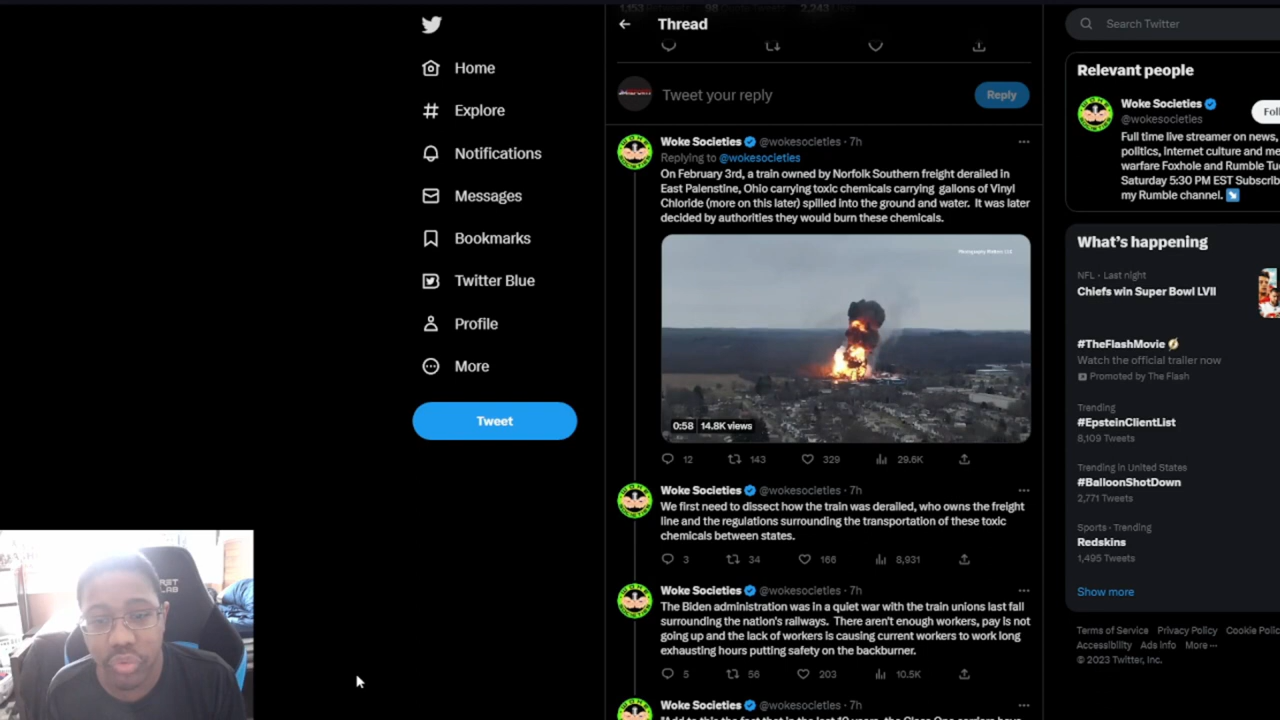 1,153 98 2,243
Thread
Search Twitter
Home
Explore
Notifications
Messages
Bookmarks
Twitter Blue
Profile
More
Tweet
Tweet your reply
Reply
Woke Societies @wokesocieties · 7h
Replying to @wokesocieties
On February 3rd, a train owned by Norfolk Southern freight derailed in
East Palenstine, Ohio carrying toxic chemicals carrying gallons of Vinyl
Chloride (more on this later) spilled into the ground and water. It was later
decided by authorities they would burn these chemicals.
0:58 14.8K views
12 143 329 29.6K
Woke Societies @wokesocieties · 7h
We first need to dissect how the train was derailed, who owns the freight
line and the regulations surrounding the transportation of these toxic
chemicals between states.
3 34 166 8,931
Woke Societies @wokesocieties · 7h
The Biden administration was in a quiet war with the train unions last fall
surrounding the nation's railways. There aren't enough workers, pay is not
going up and the lack of workers is causing current workers to work long
exhausting hours putting safety on the backburner.
5 56 203 10.5K
Woke Societies @wokesocieties · 7h
Relevant people
Woke Societies
@wokesocieties
Foll
Full time live streamer on news,
politics, Internet culture and me
warfare Foxhole and Rumble Tu
Saturday 5:30 PM EST Subscrib
my Rumble channel.
What's happening
NFL · Last night
Chiefs win Super Bowl LVII
#TheFlashMovie
Watch the official trailer now
Promoted by The Flash
Trending
#EpsteinClientList
8,109 Tweets
Trending in United States
#BalloonShotDown
2,771 Tweets
Sports · Trending
Redskins
1,495 Tweets
Show more
Terms of Service Privacy Policy Cookie Polic
Accessibility Ads info More ···
© 2023 Twitter, Inc.